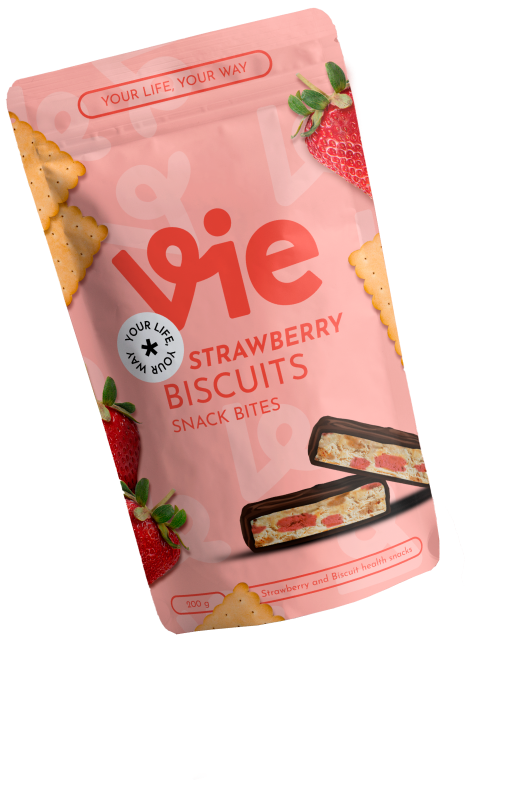 YOUR LIFE, YOUR WAY
vie
YOUR LIFE, YOUR WAY
STRAWBERRY
BISCUITS
SNACK BITES
200 g
Strawberry and Biscuit health snacks